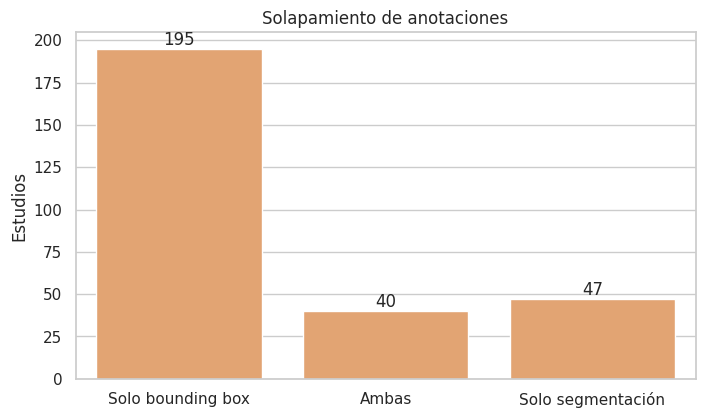 Solapamiento de anotaciones
Estudios
200
175
150
125
100
75
50
25
0
195
40
47
Solo bounding box
Ambas
Solo segmentación